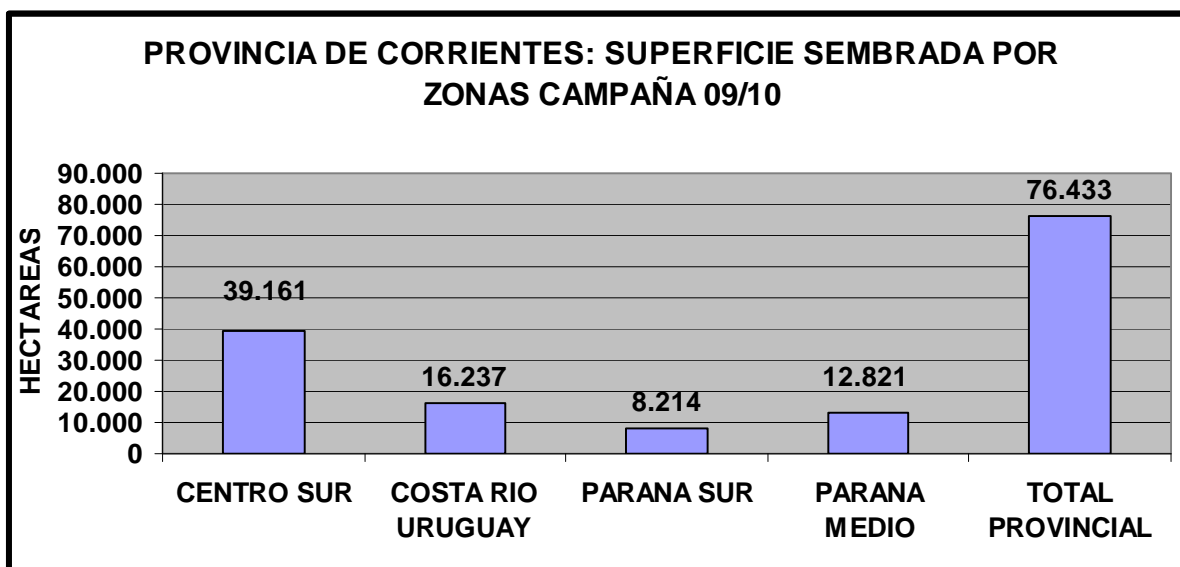 PROVINCIA DE CORRIENTES: SUPERFICIE SEMBRADA POR
ZONAS CAMPAÑA 09/10
HECTAREAS
90.000
80.000
70.000
60.000
50.000
40.000
30.000
20.000
10.000
0
39.161
16.237
8.214
12.821
76.433
CENTRO SUR
COSTA RIO
URUGUAY
PARANA SUR
PARANA
MEDIO
TOTAL
PROVINCIAL